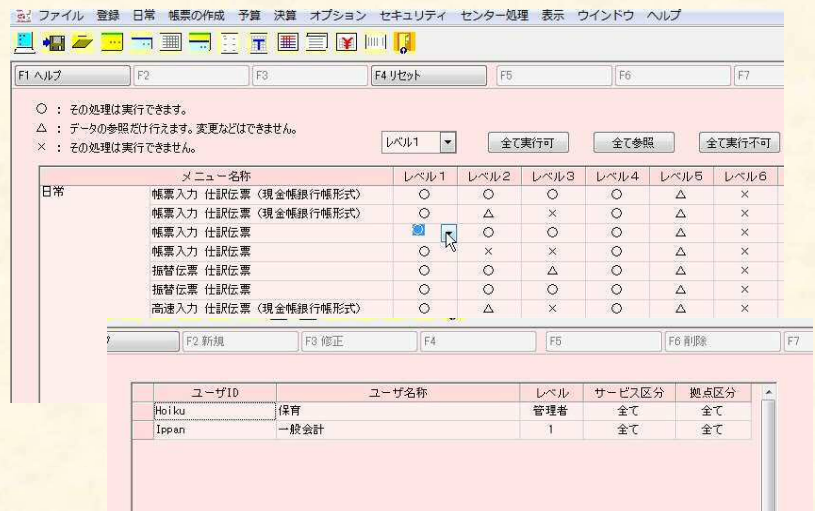 ファイル 登録 日常 帳票の作成 予算 決算 オプション セキュリティ センター処理 表示 ウインドウ ヘルプ
F1 ヘルプ F2 F3 F4 リセット F5 F6 F7
○ : その処理は実行できます。
△ : データの参照だけ行えます。変更などはできません。
× : その処理は実行できません。
レベル1 全て実行可 全て参照 全て実行不可
メニュー名称 レベル1 レベル2 レベル3 レベル4 レベル5 レベル6
日常 帳票入力 仕訳伝票（現金帳銀行帳形式） ○ ○ ○ ○ △ ×
帳票入力 仕訳伝票（現金帳銀行帳形式） ○ △ × ○ △ ×
帳票入力 仕訳伝票 ○ ○ ○ ○ △ ×
帳票入力 仕訳伝票 ○ × × ○ △ ×
振替伝票 仕訳伝票 ○ ○ △ ○ △ ×
振替伝票 仕訳伝票 ○ ○ ○ ○ △ ×
高速入力 仕訳伝票（現金帳銀行帳形式） ○ △ × ○ △ ×
F2 新規 F3 修正 F4 F5 F6 削除 F7
ユーザID ユーザ名称 レベル サービス区分 拠点区分
Hoiku 保育 管理者 全て 全て
Ippan 一般会計 1 全て 全て